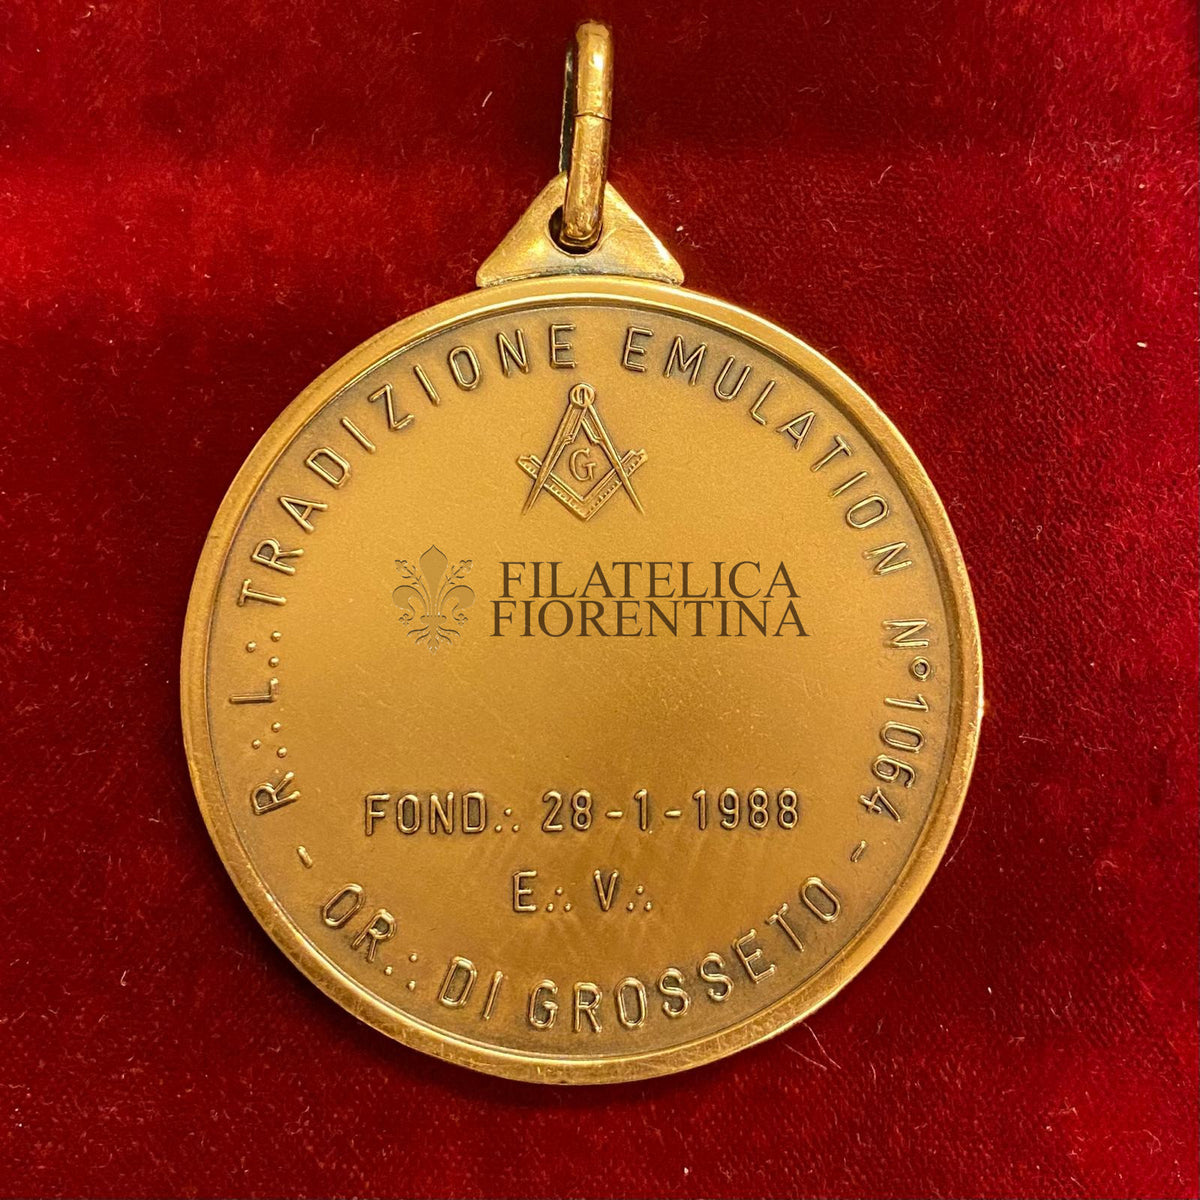 R∴ L∴ TRADIZIONE EMULATION N° 1064
G
FILATELICA
FIORENTINA
FOND∴ 28-1-1988
E∴ V∴
- OR∴ DI GROSSETO -